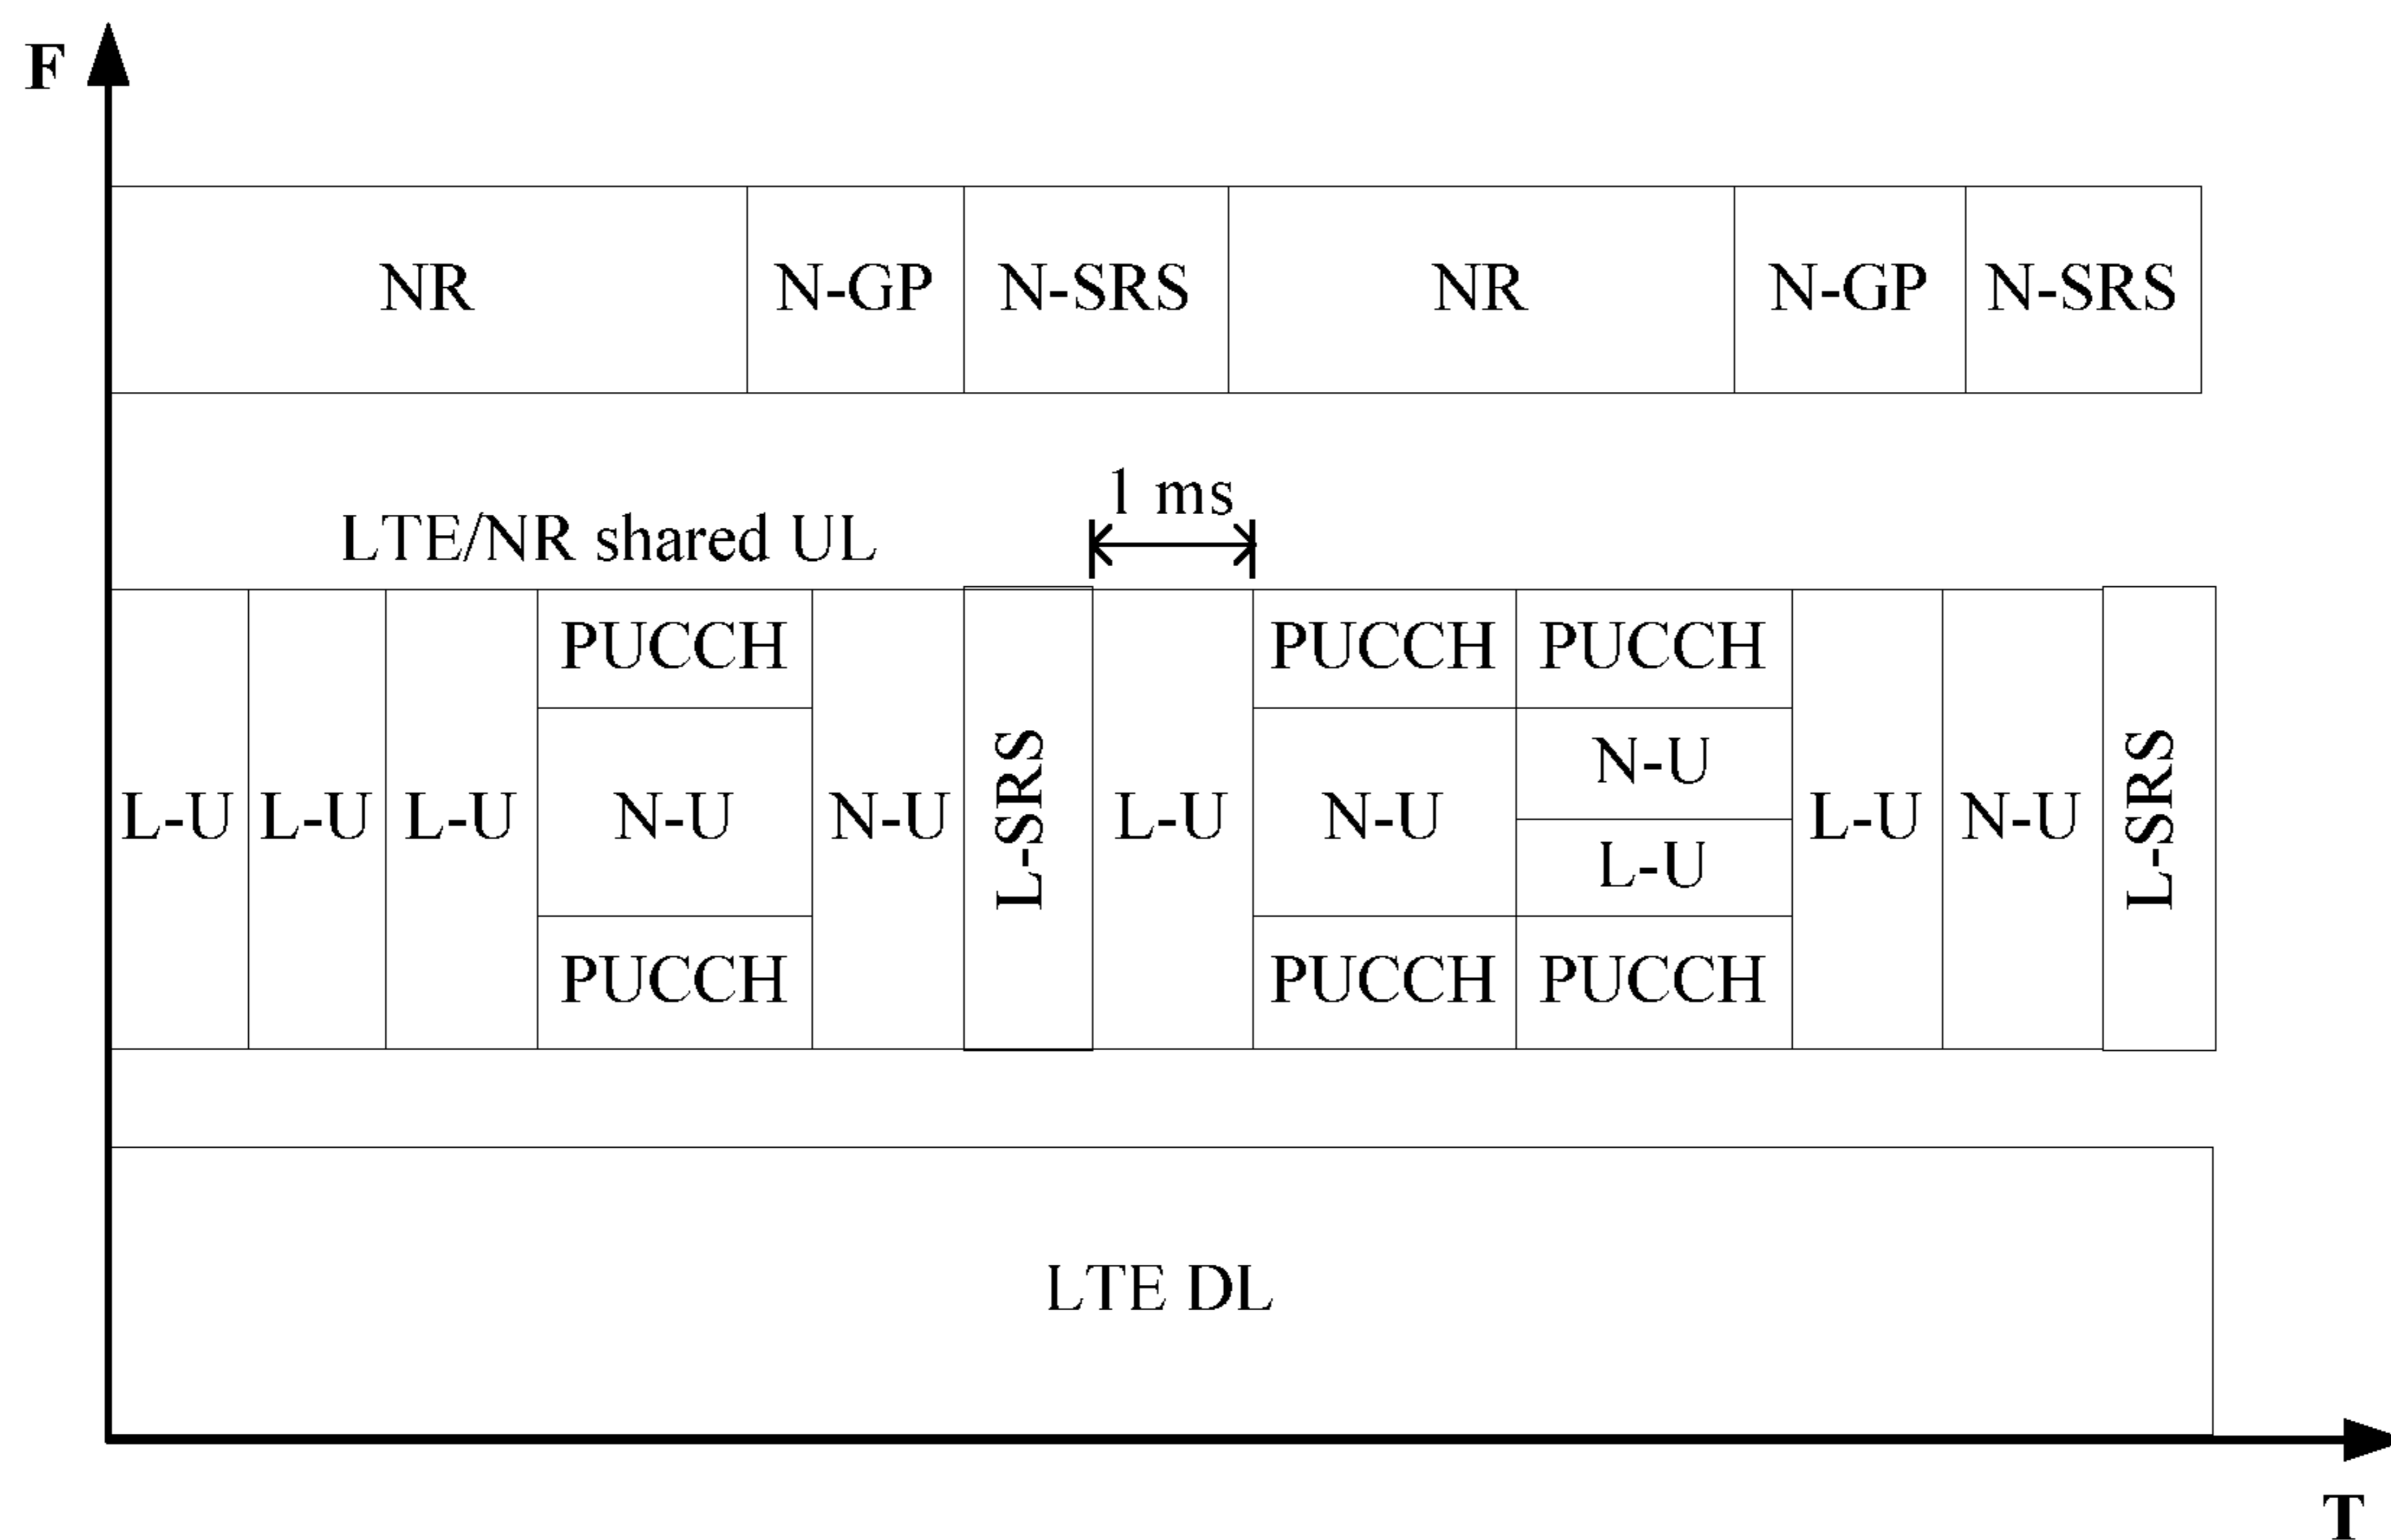 F
NR N-GP N-SRS NR N-GP N-SRS
1 ms
LTE/NR shared UL
PUCCH PUCCH PUCCH
N-U
L-U L-U L-U N-U N-U L-SRS L-U N-U L-U N-U L-SRS
L-U
PUCCH PUCCH PUCCH
LTE DL
T